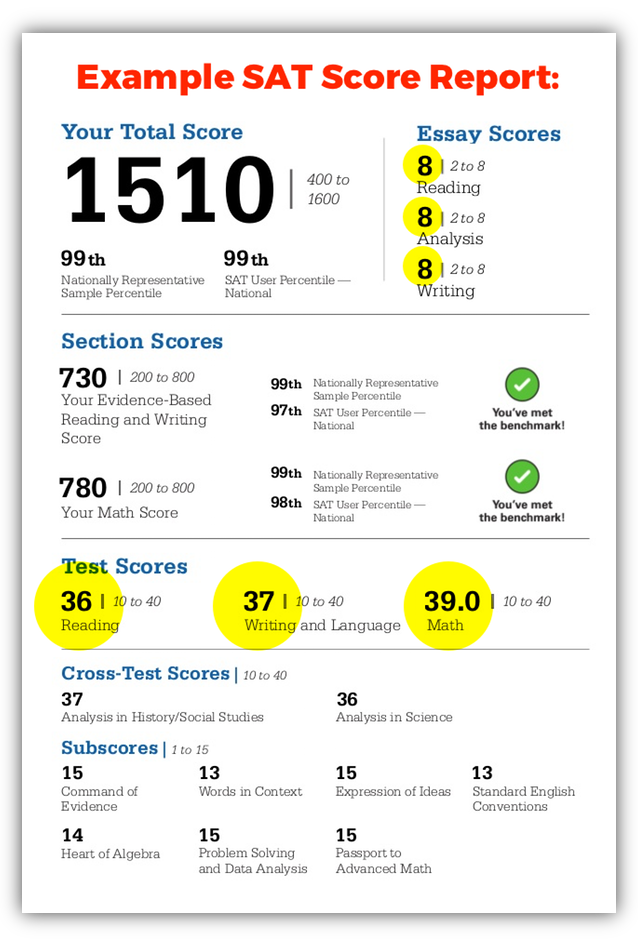 Example SAT Score Report:
Your Total Score
1510 | 400 to
1600
99th
Nationally Representative
Sample Percentile
99th
SAT User Percentile —
National
Essay Scores
8 | 2 to 8
Reading
8 | 2 to 8
Analysis
8 | 2 to 8
Writing
Section Scores
730 | 200 to 800
Your Evidence-Based
Reading and Writing
Score
99th Nationally Representative
Sample Percentile
97th SAT User Percentile —
National
You've met
the benchmark!
780 | 200 to 800
Your Math Score
99th Nationally Representative
Sample Percentile
98th SAT User Percentile —
National
You've met
the benchmark!
Test Scores
36 | 10 to 40
Reading
37 | 10 to 40
Writing and Language
39.0 | 10 to 40
Math
Cross-Test Scores | 10 to 40
37
Analysis in History/Social Studies
36
Analysis in Science
Subscores | 1 to 15
15
Command of
Evidence
13
Words in Context
15
Expression of Ideas
13
Standard English
Conventions
14
Heart of Algebra
15
Problem Solving
and Data Analysis
15
Passport to
Advanced Math